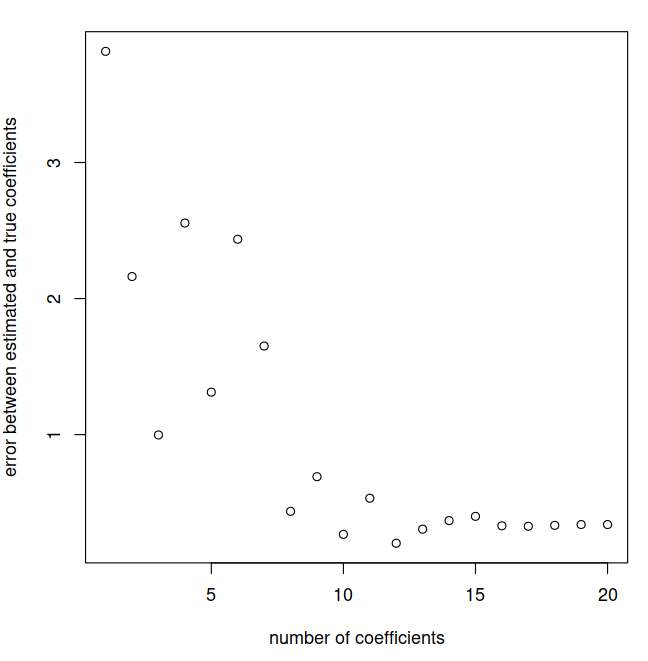 error between estimated and true coefficients
3
2
1
5 10 15 20
number of coefficients